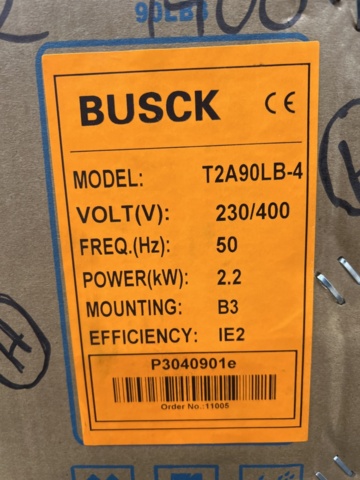 90LB3
BUSCK CE
MODEL: T2A90LB-4
VOLT(V): 230/400
FREQ.(Hz): 50
POWER(kW): 2.2
MOUNTING: B3
EFFICIENCY: IE2
P3040901e
Order No.:11005
H